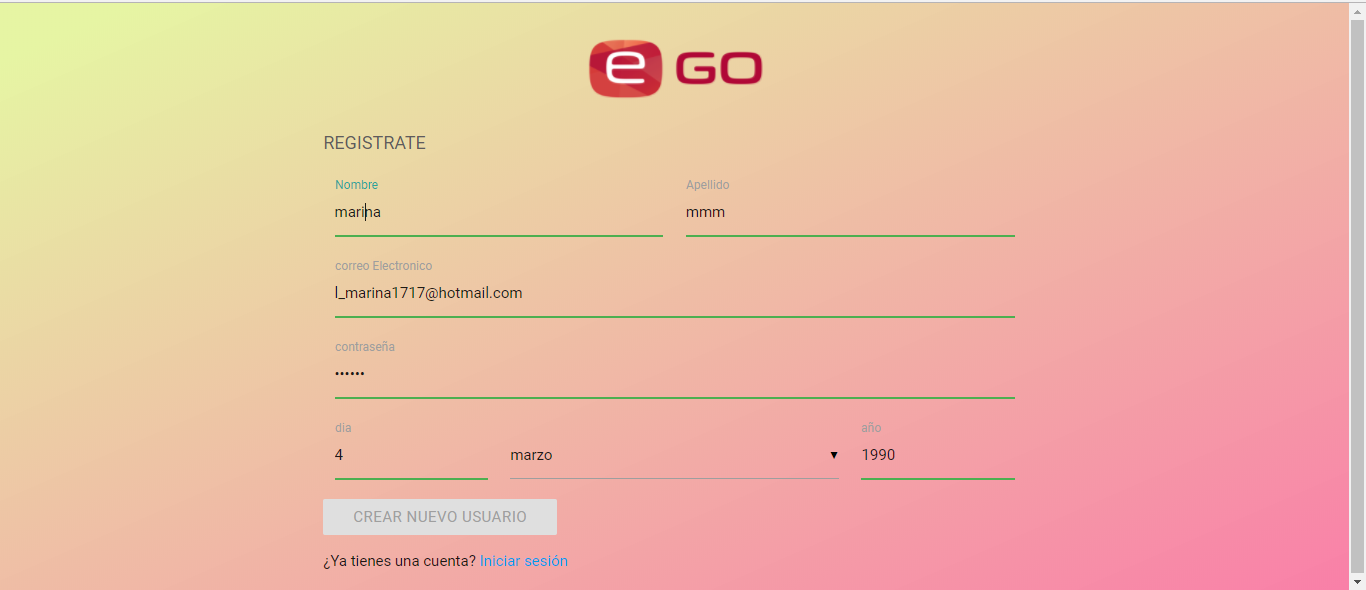 e GO
REGISTRATE
Nombre Apellido
marina mmm
correo Electronico
l_marina1717@hotmail.com
contraseña
••••••
dia año
4 marzo ▼ 1990
CREAR NUEVO USUARIO
¿Ya tienes una cuenta? Iniciar sesión